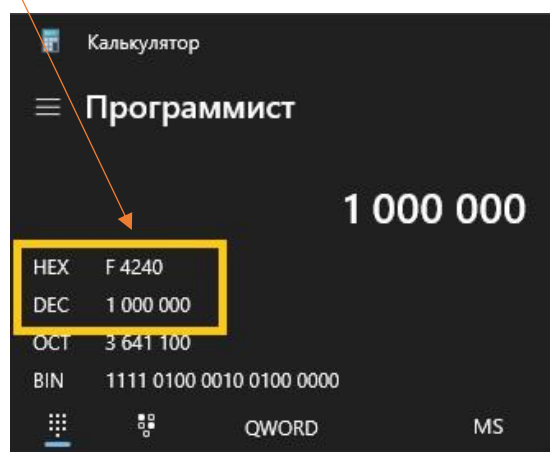 Калькулятор
Программист
1 000 000
HEX F 4240
DEC 1 000 000
OCT 3 641 100
BIN 1111 0100 0010 0100 0000
QWORD MS